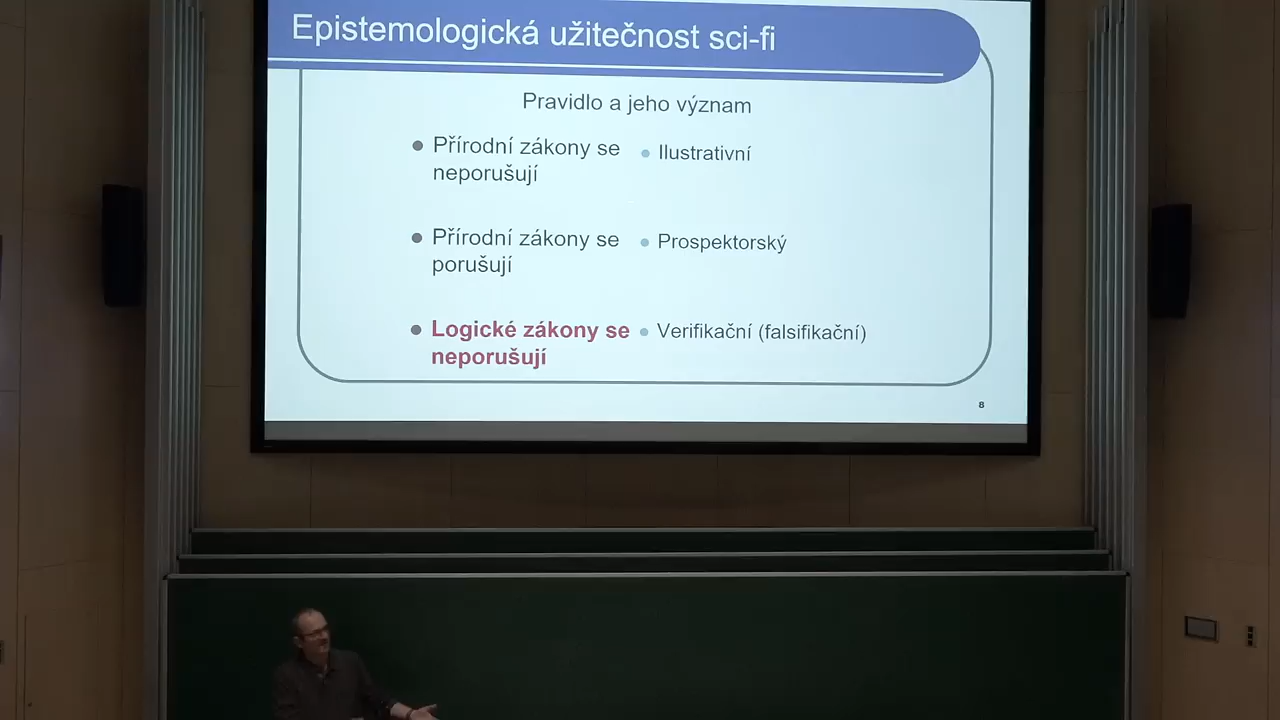 Epistemologická užitečnost sci-fi
Pravidlo a jeho význam
Přírodní zákony se
neporušují
Ilustrativní
Přírodní zákony se
porušují
Prospektorský
Logické zákony se
neporušují
Verifikační (falsifikační)
8